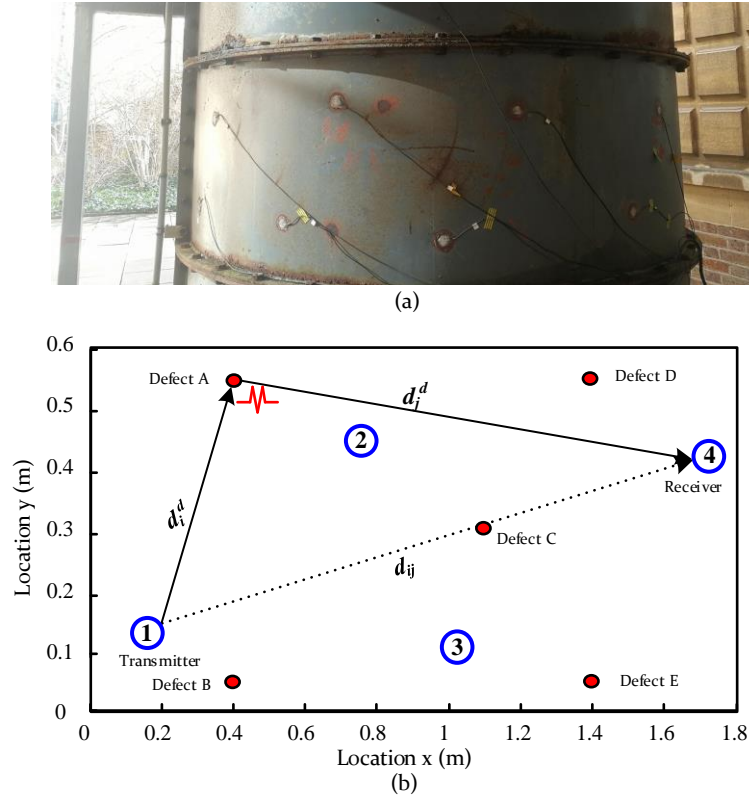 (a)
0.6
Defect A
Defect D
d_j^d
0.5
2
4
0.4
Receiver
d_i^d
Location y (m)
0.3
Defect C
d_ij
0.2
1
3
0.1
Transmitter
Defect B
Defect E
0
0 0.2 0.4 0.6 0.8 1 1.2 1.4 1.6 1.8
Location x (m)
(b)